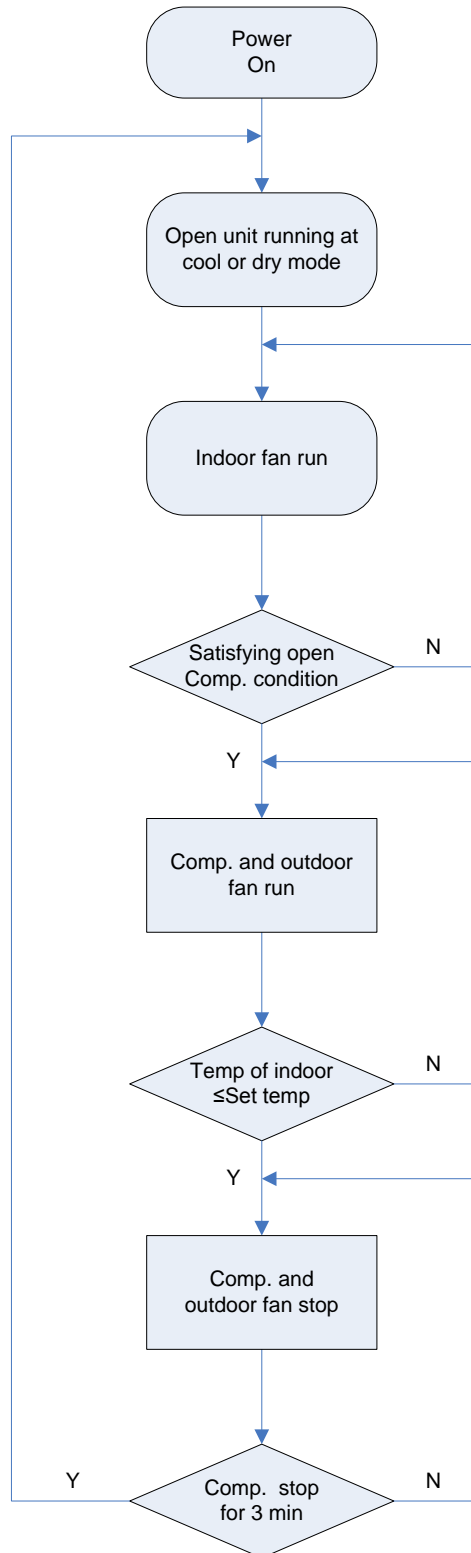 Power
On
Open unit running at
cool or dry mode
Indoor fan run
Satisfying open
Comp. condition
N
Y
Comp. and outdoor
fan run
Temp of indoor
≤Set temp
N
Y
Comp. and
outdoor fan stop
Y
Comp. stop
for 3 min
N